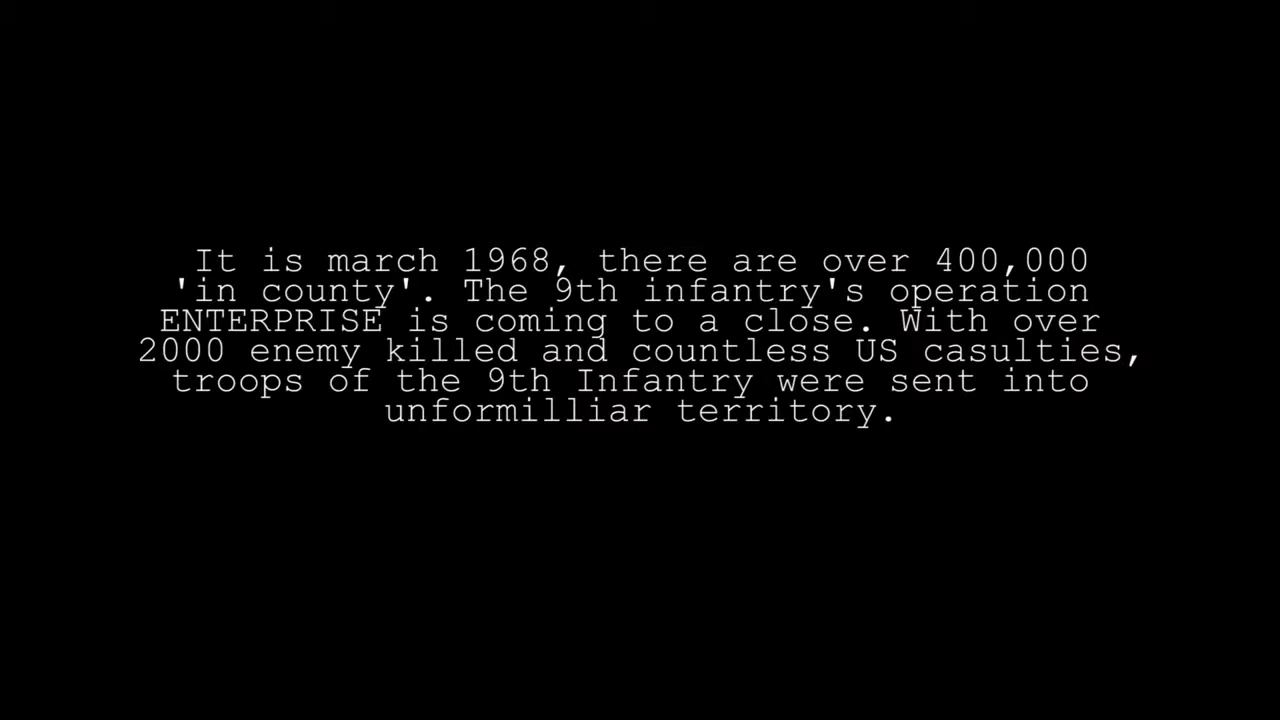 It is march 1968, there are over 400,000
'in county'. The 9th infantry's operation
ENTERPRISE is coming to a close. With over
2000 enemy killed and countless US casulties,
troops of the 9th Infantry were sent into
unformilliar territory.